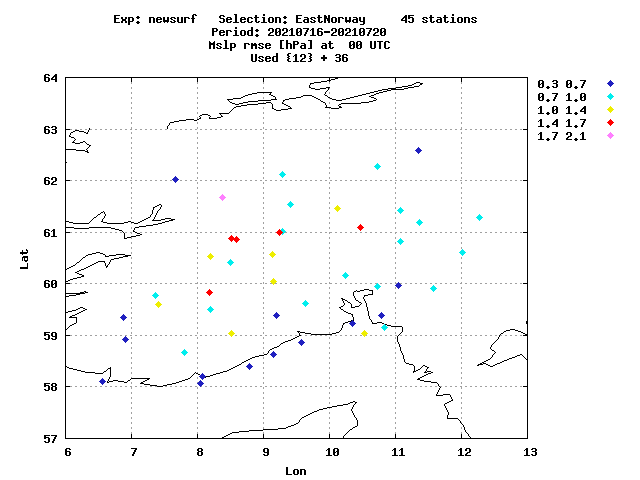 Exp: newsurf   Selection: EastNorway     45 stations
Period: 20210716-20210720
Mslp rmse [hPa] at  00 UTC
Used {12} + 36
64
63
62
61
60
59
58
57
Lat
6 7 8 9 10 11 12 13
Lon
0.3 0.7
0.7 1.0
1.0 1.4
1.4 1.7
1.7 2.1